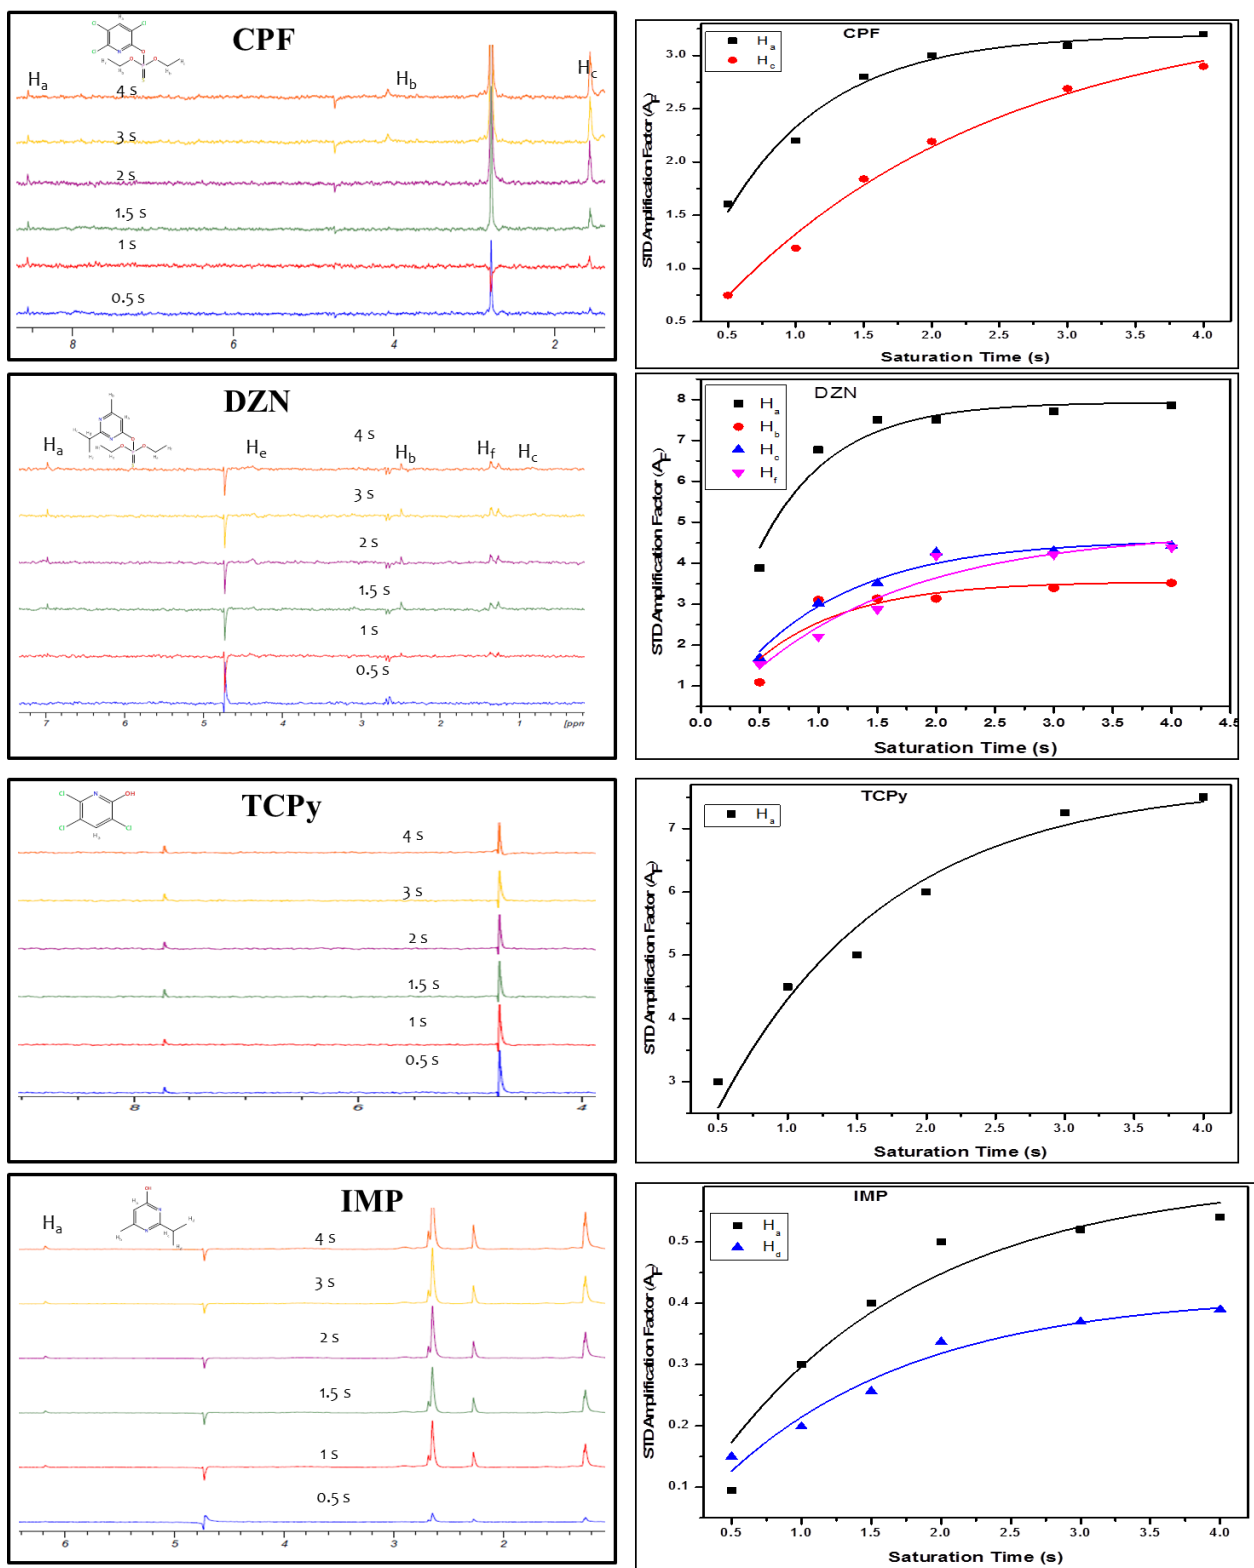 CPF
Ha
Hb
Hc
4 s
3 s
2 s
1.5 s
1 s
0.5 s
8 6 4 2
CPF
Ha
Hc
STD Amplification Factor (AF)
3.0
2.5
2.0
1.5
1.0
0.5
0.5 1.0 1.5 2.0 2.5 3.0 3.5 4.0
Saturation Time (s)
DZN
Ha
He
Hb
Hf
Hc
4 s
3 s
2 s
1.5 s
1 s
0.5 s
7 6 5 4 3 2 1 [ppm
DZN
Ha
Hb
Hc
Hf
STD Amplification Factor (AF)
8
7
6
5
4
3
2
1
0.0 0.5 1.0 1.5 2.0 2.5 3.0 3.5 4.0 4.5
Saturation Time (s)
TCPy
Cl N OH
Cl Cl
4 s
3 s
2 s
1.5 s
1 s
0.5 s
8 6 4
TCPy
Ha
STD Amplification Factor (AF)
7
6
5
4
3
0.5 1.0 1.5 2.0 2.5 3.0 3.5 4.0
Saturation Time (s)
IMP
OH
Ha
4 s
3 s
2 s
1.5 s
1 s
0.5 s
6 4 2
IMP
Ha
Hd
STD Amplification Factor (AF)
0.5
0.4
0.3
0.2
0.1
0.5 1.0 1.5 2.0 2.5 3.0 3.5 4.0
Saturation Time (s)